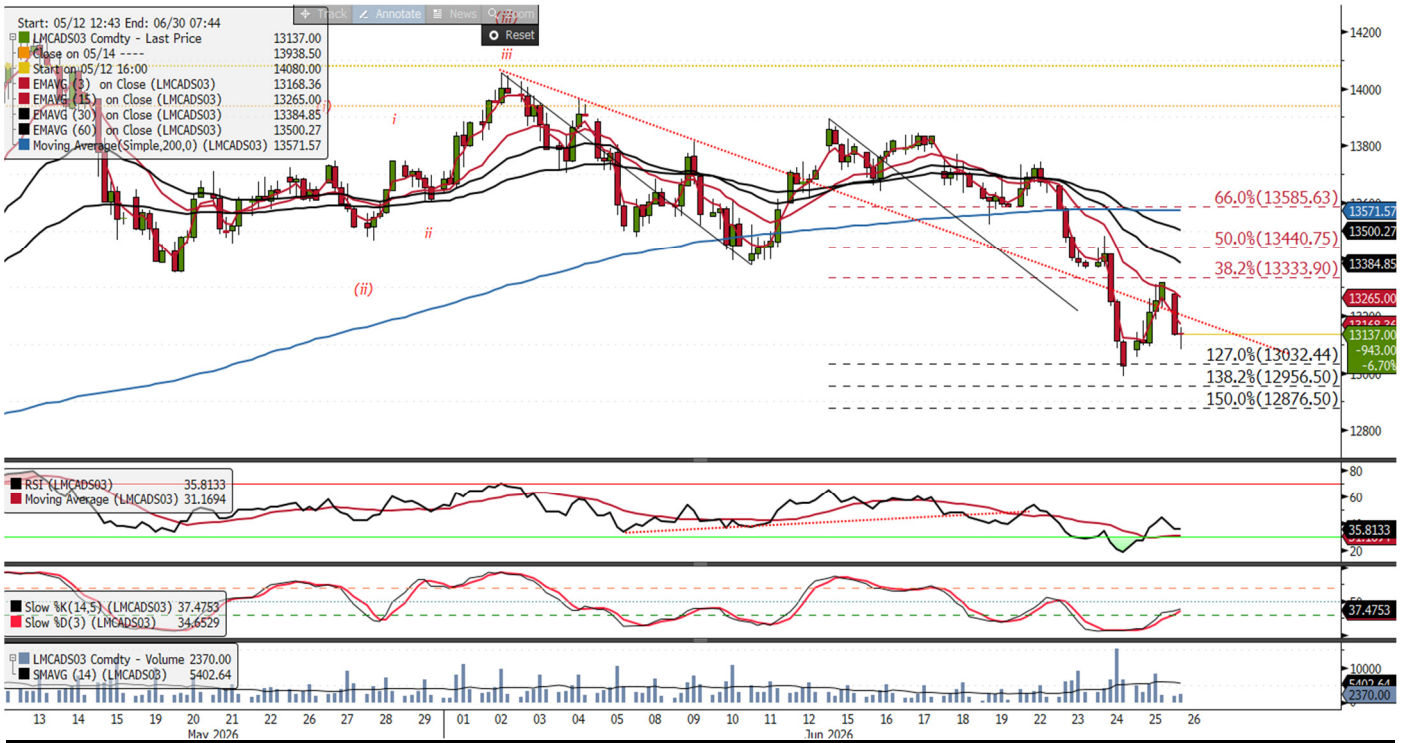 Start: 05/12 12:43 End: 06/30 07:44
Track Annotate News Zoom
Reset
LMCADS03 Comdty - Last Price 13137.00
Close on 05/14 ---- 13938.50
Start on 05/12 16:00 14080.00
EMAVG (3) on Close (LMCADS03) 13168.36
EMAVG (15) on Close (LMCADS03) 13265.00
EMAVG (30) on Close (LMCADS03) 13384.85
EMAVG (60) on Close (LMCADS03) 13500.27
Moving Average(Simple,200,0) (LMCADS03) 13571.57
(iii)
iii
i
ii
(ii)
66.0%(13585.63)
50.0%(13440.75)
38.2%(13333.90)
127.0%(13032.44)
138.2%(12956.50)
150.0%(12876.50)
14200
14000
13800
13571.57
13500.27
13384.85
13265.00
13168.36
13137.00
-943.00
-6.70%
12800
RSI (LMCADS03) 35.8133
Moving Average (LMCADS03) 31.1694
80
60
35.8133
20
Slow %K(14,5) (LMCADS03) 37.4753
Slow %D(3) (LMCADS03) 34.6529
37.4753
LMCADS03 Comdty - Volume 2370.00
SMAVG (14) (LMCADS03) 5402.64
10000
5402.64
2370.00
13 14 15 19 20 21 22 26 27 28 29 01 02 03 04 05 08 09 10 11 12 15 16 17 18 19 22 23 24 25 26
May 2026 Jun 2026